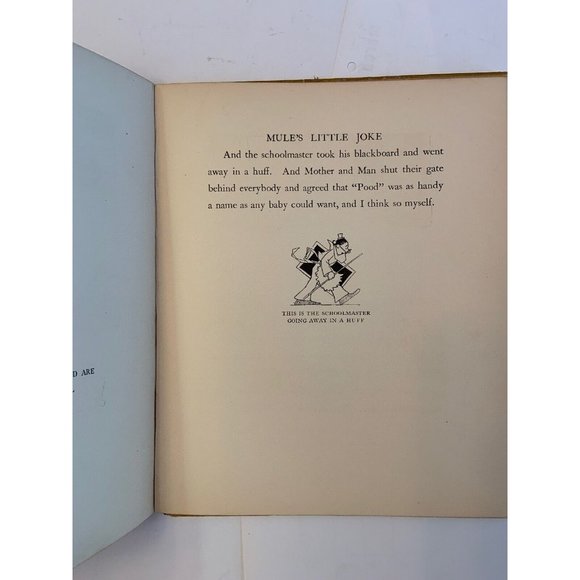 D ARE
MULE'S LITTLE JOKE
And the schoolmaster took his blackboard and went
away in a huff. And Mother and Man shut their gate
behind everybody and agreed that “Pood” was as handy
a name as any baby could want, and I think so myself.
THIS IS THE SCHOOLMASTER
GOING AWAY IN A HUFF